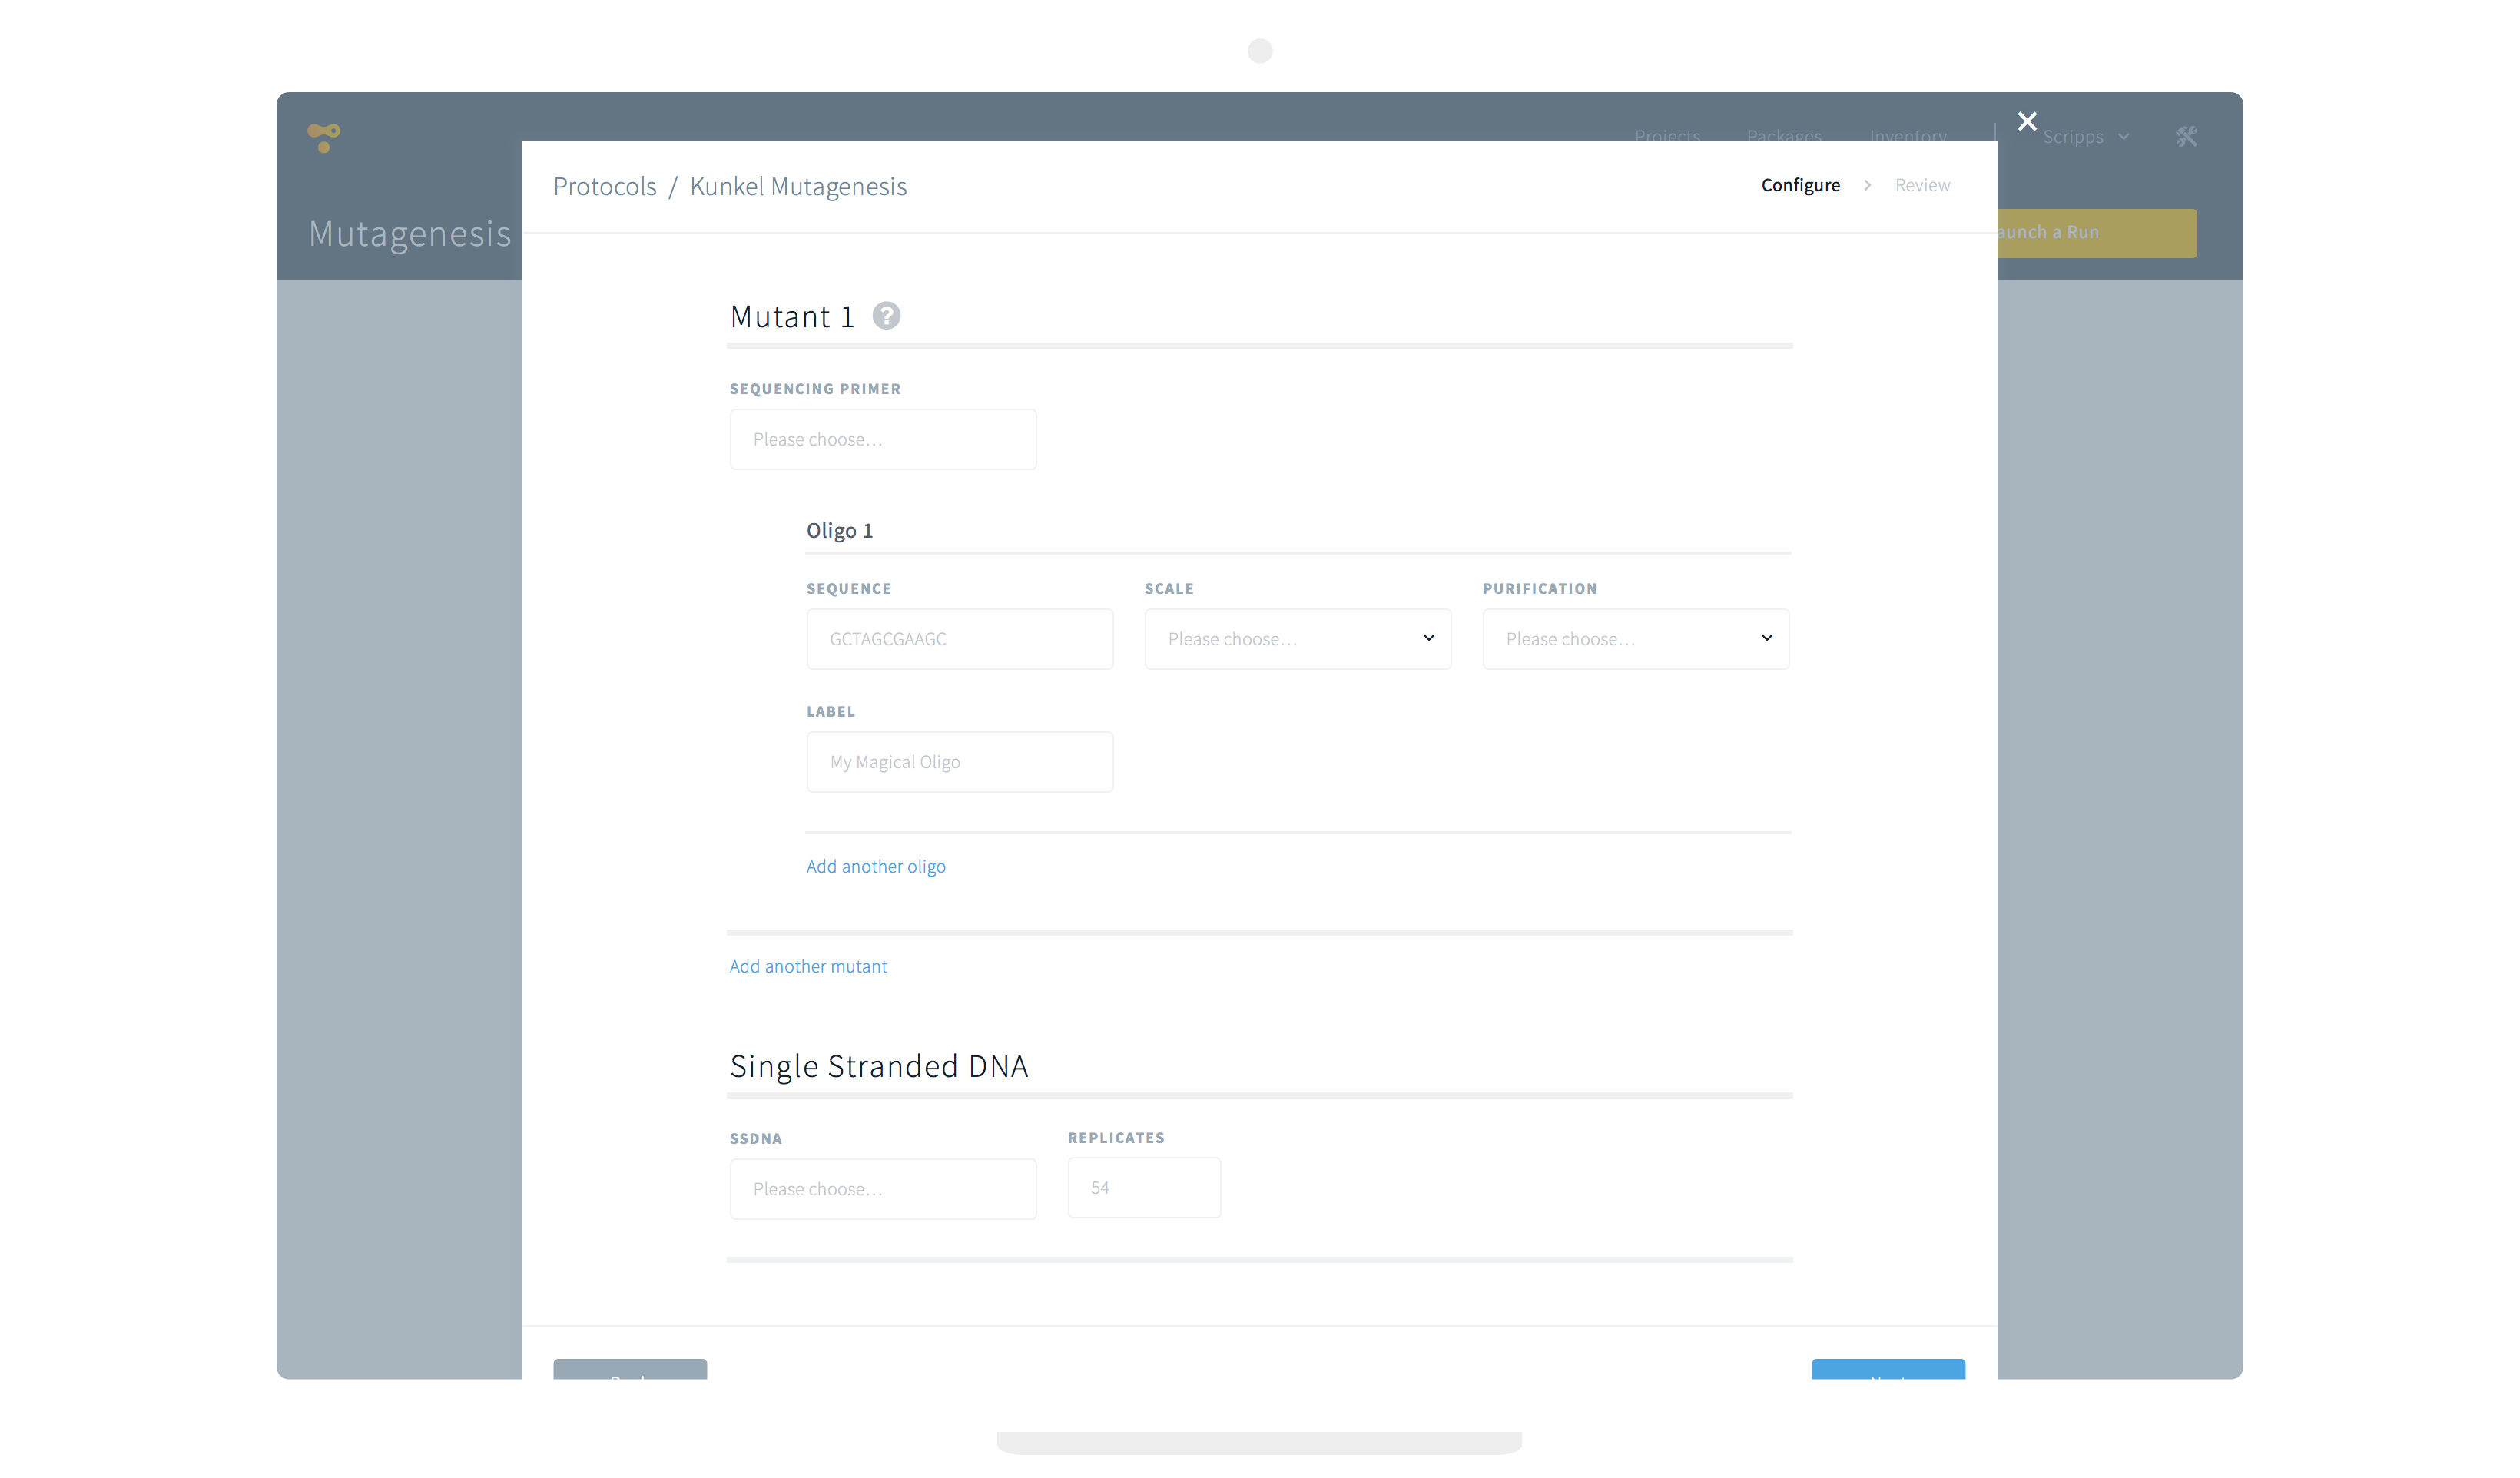 Projects Packages Inventory Scripps
Protocols / Kunkel Mutagenesis Configure Review
Mutagenesis
aunch a Run
Mutant 1
SEQUENCING PRIMER
Please choose...
Oligo 1
SEQUENCE SCALE PURIFICATION
GCTAGCGAAGC Please choose... Please choose...
LABEL
My Magical Oligo
Add another oligo
Add another mutant
Single Stranded DNA
SSDNA REPLICATES
Please choose... 54